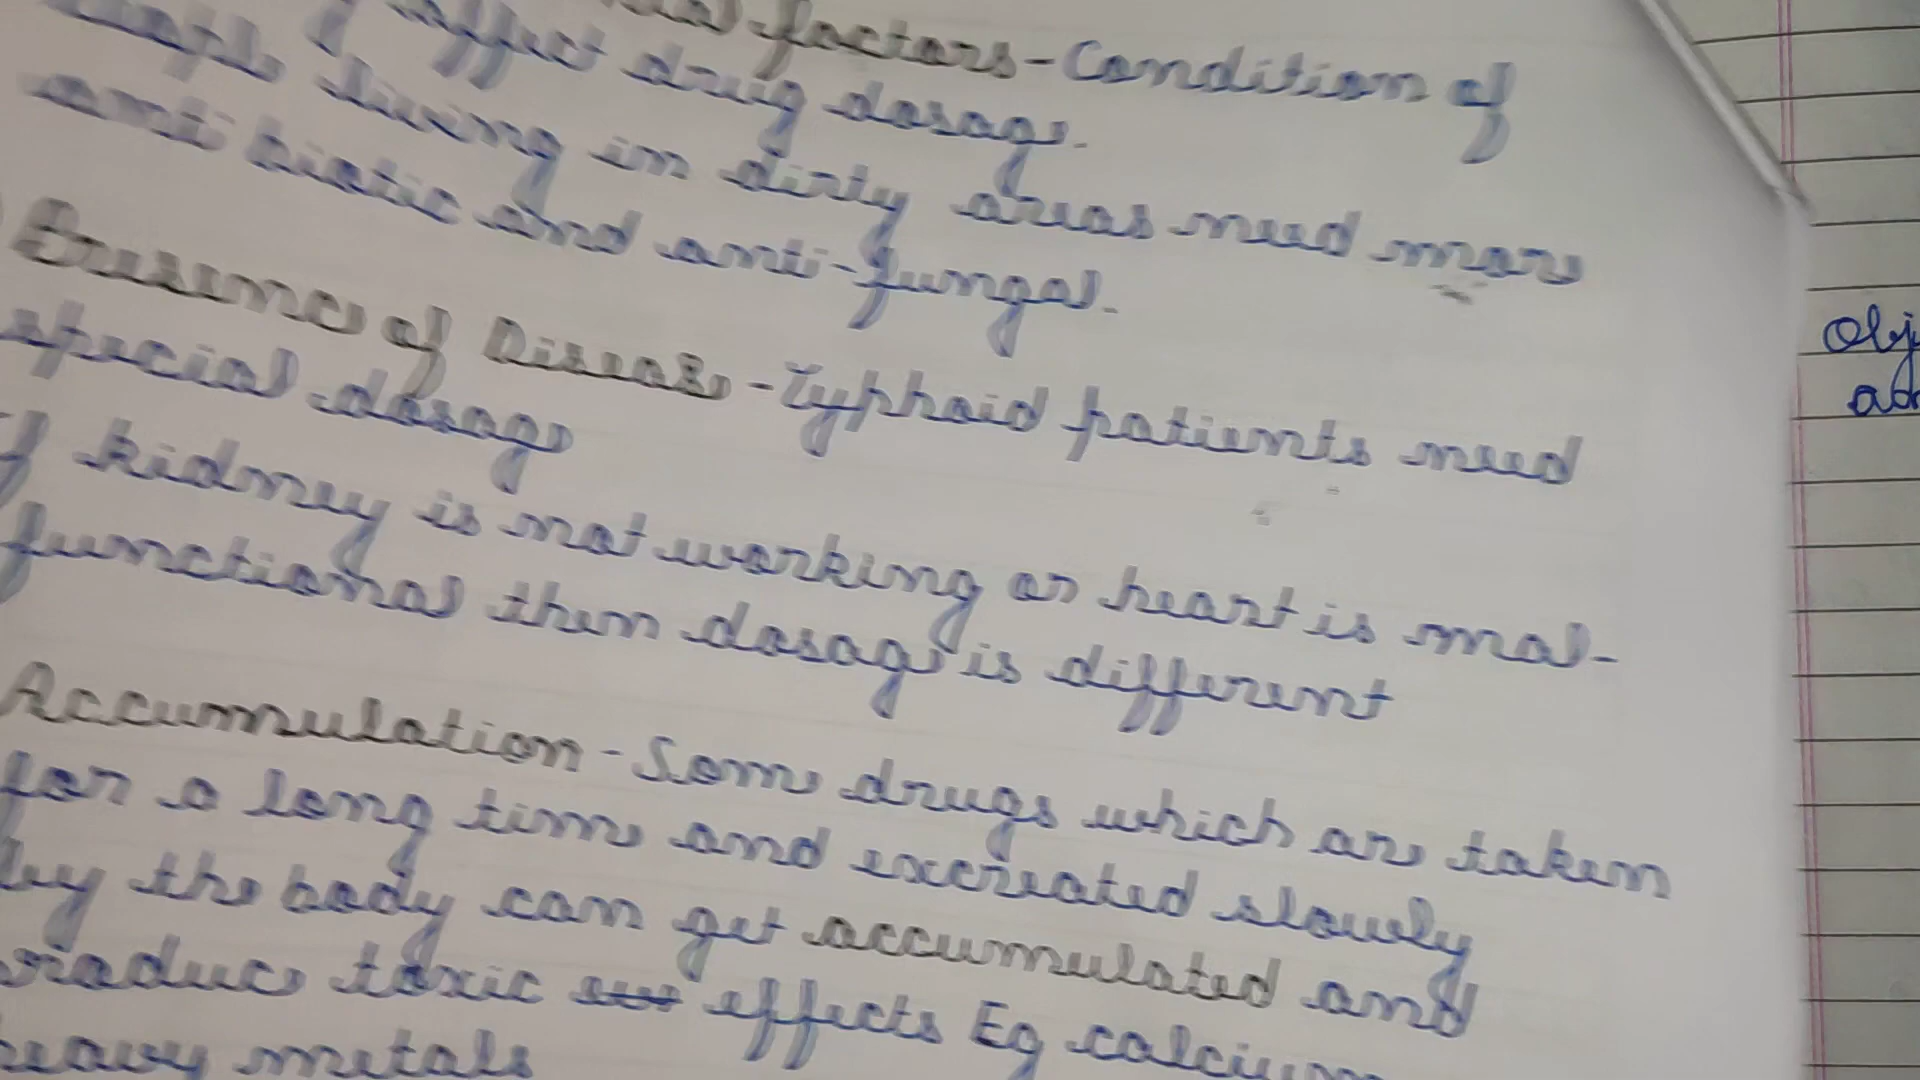 factors - Condition of
affect drug dosage.
living in dirty areas need more
anti biotic and anti-fungal.
Presence of Disease - Typhoid patients need
special dosage
If kidney is not working or heart is mal-
functional then dosage is different
Accumulation - Some drugs which are taken
for a long time and excreated slowly
by the body can get accumulated and
produce toxic effects Eg calcium
heavy metals